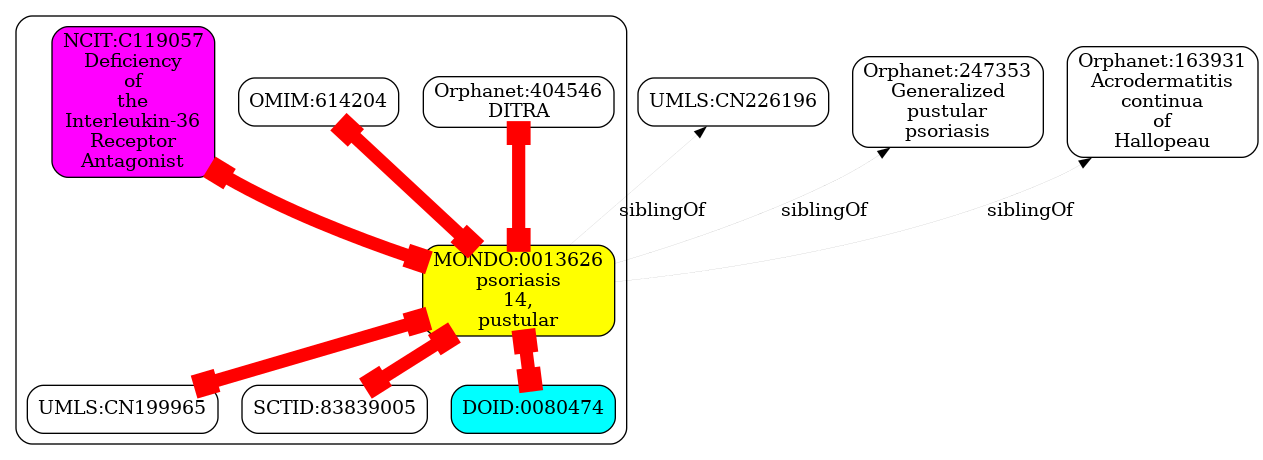 NCIT:C119057
Deficiency
of
the
Interleukin-36
Receptor
Antagonist
OMIM:614204
Orphanet:404546
DITRA
UMLS:CN226196
Orphanet:247353
Generalized
pustular
psoriasis
Orphanet:163931
Acrodermatitis
continua
of
Hallopeau
siblingOf
siblingOf
siblingOf
MONDO:0013626
psoriasis
14,
pustular
UMLS:CN199965
SCTID:83839005
DOID:0080474